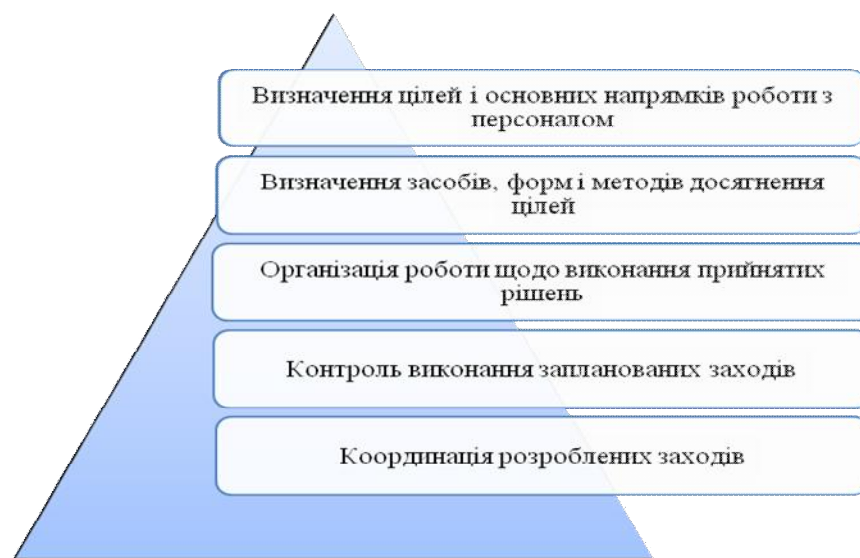 Визначення цілей і основних напрямків роботи з
персоналом
Визначення засобів, форм і методів досягнення
цілей
Організація роботи щодо виконання прийнятих
рішень
Контроль виконання запланованих заходів
Координація розроблених заходів